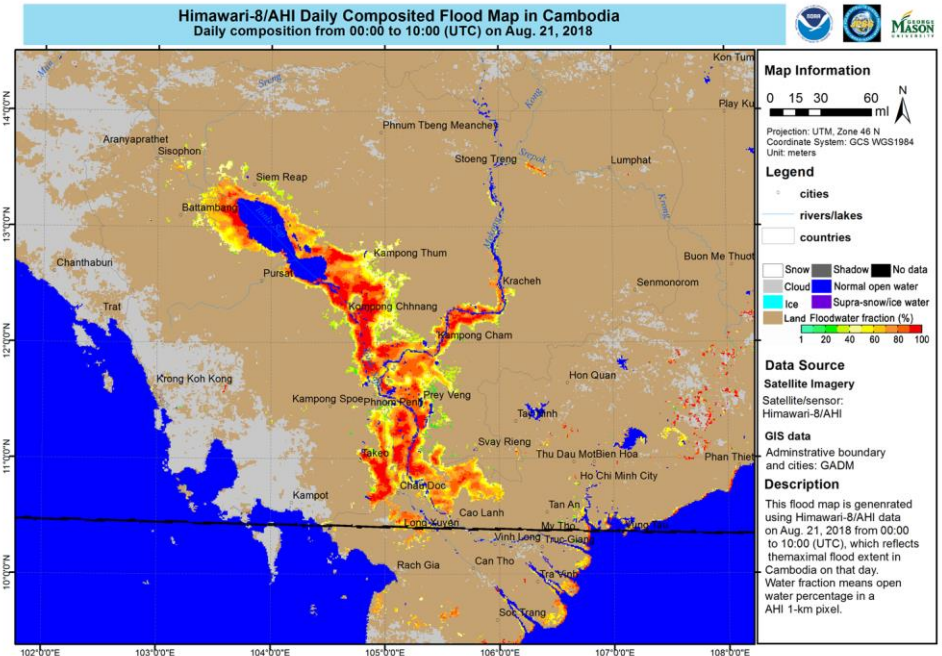 Himawari-8/AHI Daily Composited Flood Map in Cambodia
Daily composition from 00:00 to 10:00 (UTC) on Aug. 21, 2018
GEORGE
MASON
UNIVERSITY
Kon Tum
Mun
Sreng
Kong
Play Ku
Phnum Tbeng Meanchey
Aranyaprathet
Sisophon
Stoeng Treng
Srepok
Lumphat
Siem Reap
Battambang
Krong
Mekong
Kampong Thum
Buon Me Thuot
Chanthaburi
Pursat
Kracheh
Senmonorom
Trat
Kompong Chhnang
Kampong Cham
Hon Quan
Krong Koh Kong
Kampong Spoe
Phnom Penh
Prey Veng
Tay Ninh
Svay Rieng
Takeo
Thu Dau Mot
Bien Hoa
Phan Thiet
Ho Chi Minh City
Chau Doc
Kampot
Tan An
Cao Lanh
Long Xuyen
My Tho
Vung Tau
Vinh Long
Truc Giang
Rach Gia
Can Tho
Tra Vinh
Soc Trang
14°0'0"N
13°0'0"N
12°0'0"N
11°0'0"N
10°0'0"N
102°0'0"E
103°0'0"E
104°0'0"E
105°0'0"E
106°0'0"E
107°0'0"E
108°0'0"E
Map Information
0 15 30 60
ml
N
Projection: UTM, Zone 46 N
Coordinate System: GCS WGS1984
Unit: meters
Legend
cities
rivers/lakes
countries
Snow Shadow No data
Cloud Normal open water
Ice Supra-snow/ice water
Land Floodwater fraction (%)
1 20 40 60 80 100
Data Source
Satellite Imagery
Satellite/sensor:
Himawari-8/AHI
GIS data
Adminstrative boundary
and cities: GADM
Description
This flood map is genenrated
using Himawari-8/AHI data
on Aug. 21, 2018 from 00:00
to 10:00 (UTC), which reflects
themaximal flood extent in
Cambodia on that day.
Water fraction means open
water percentage in a
AHI 1-km pixel.